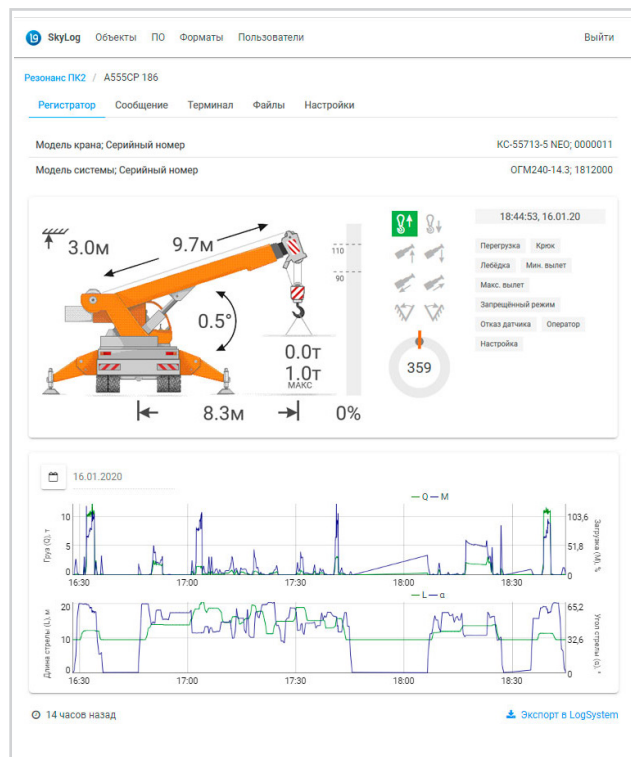 SkyLog Объекты ПО Форматы Пользователи Выйти
Резонанс ПК2 / А555СР 186
Регистратор Сообщение Терминал Файлы Настройки
Модель крана; Серийный номер КС-55713-5 NEO; 0000011
Модель системы; Серийный номер ОГМ240-14.3; 1812000
18:44:53, 16.01.20
3.0м 9.7м 110
Перегрузка Крюк
90
Лебёдка Мин. вылет
Макс. вылет
Запрещённый режим
0.5°
Отказ датчика Оператор
0.0т
Настройка
1.0т
359
МАКС
8.3м 0%
16.01.2020
Q M
Груз (Q), т
10 5 0
103,6 51,8 0
Загрузка (M), %
16:30 17:00 17:30 18:00 18:30
L α
Длина стрелы (L), м
20 10 0
65,2 32,6 0
Угол стрелы (α), °
16:30 17:00 17:30 18:00 18:30
14 часов назад Экспорт в LogSystem